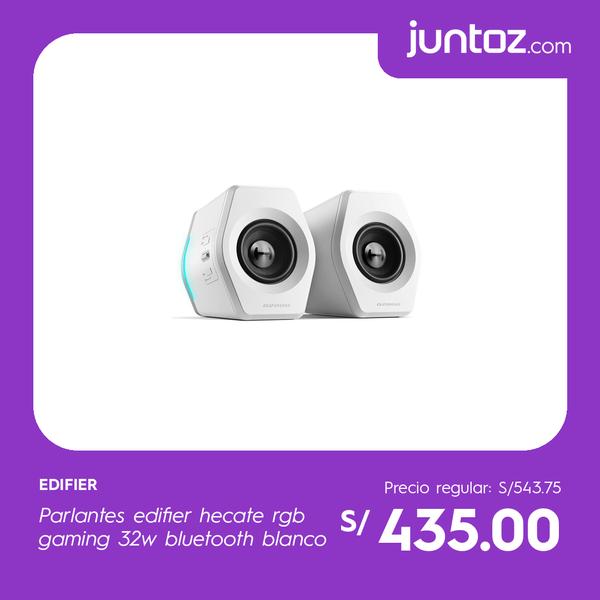 juntoz.com
EDIFIER
Parlantes edifier hecate rgb
gaming 32w bluetooth blanco
Precio regular: S/543.75
S/ 435.00